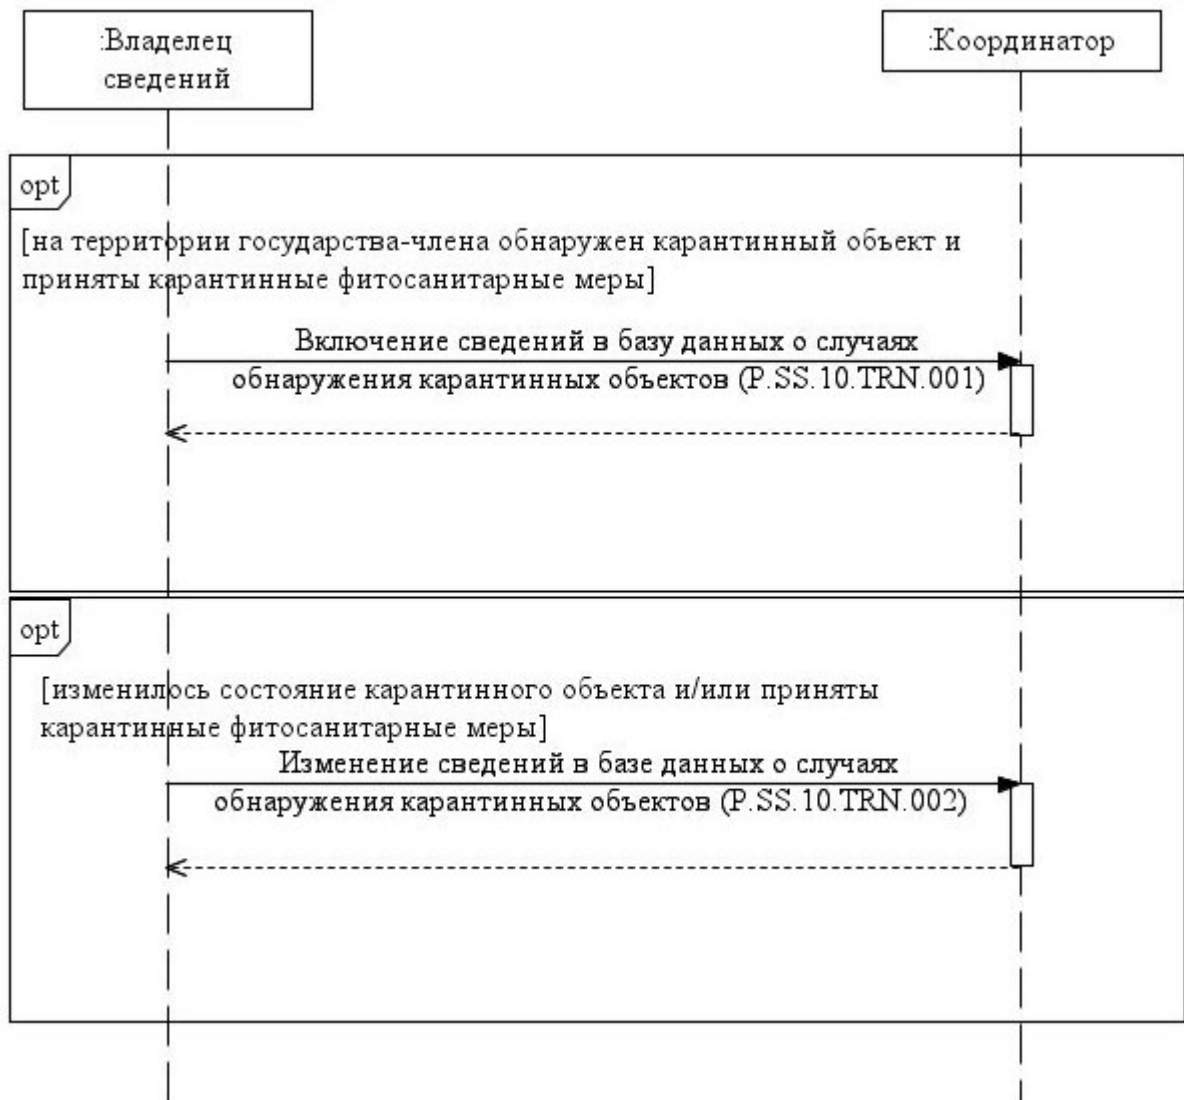 :Владелец
сведений
:Координатор
opt
[на территории государства-члена обнаружен карантинный объект и
приняты карантинные фитосанитарные меры]
Включение сведений в базу данных о случаях
обнаружения карантинных объектов (P.SS.10.TRN.001)
opt
[изменилось состояние карантинного объекта и/или приняты
карантинные фитосанитарные меры]
Изменение сведений в базе данных о случаях
обнаружения карантинных объектов (P.SS.10.TRN.002)